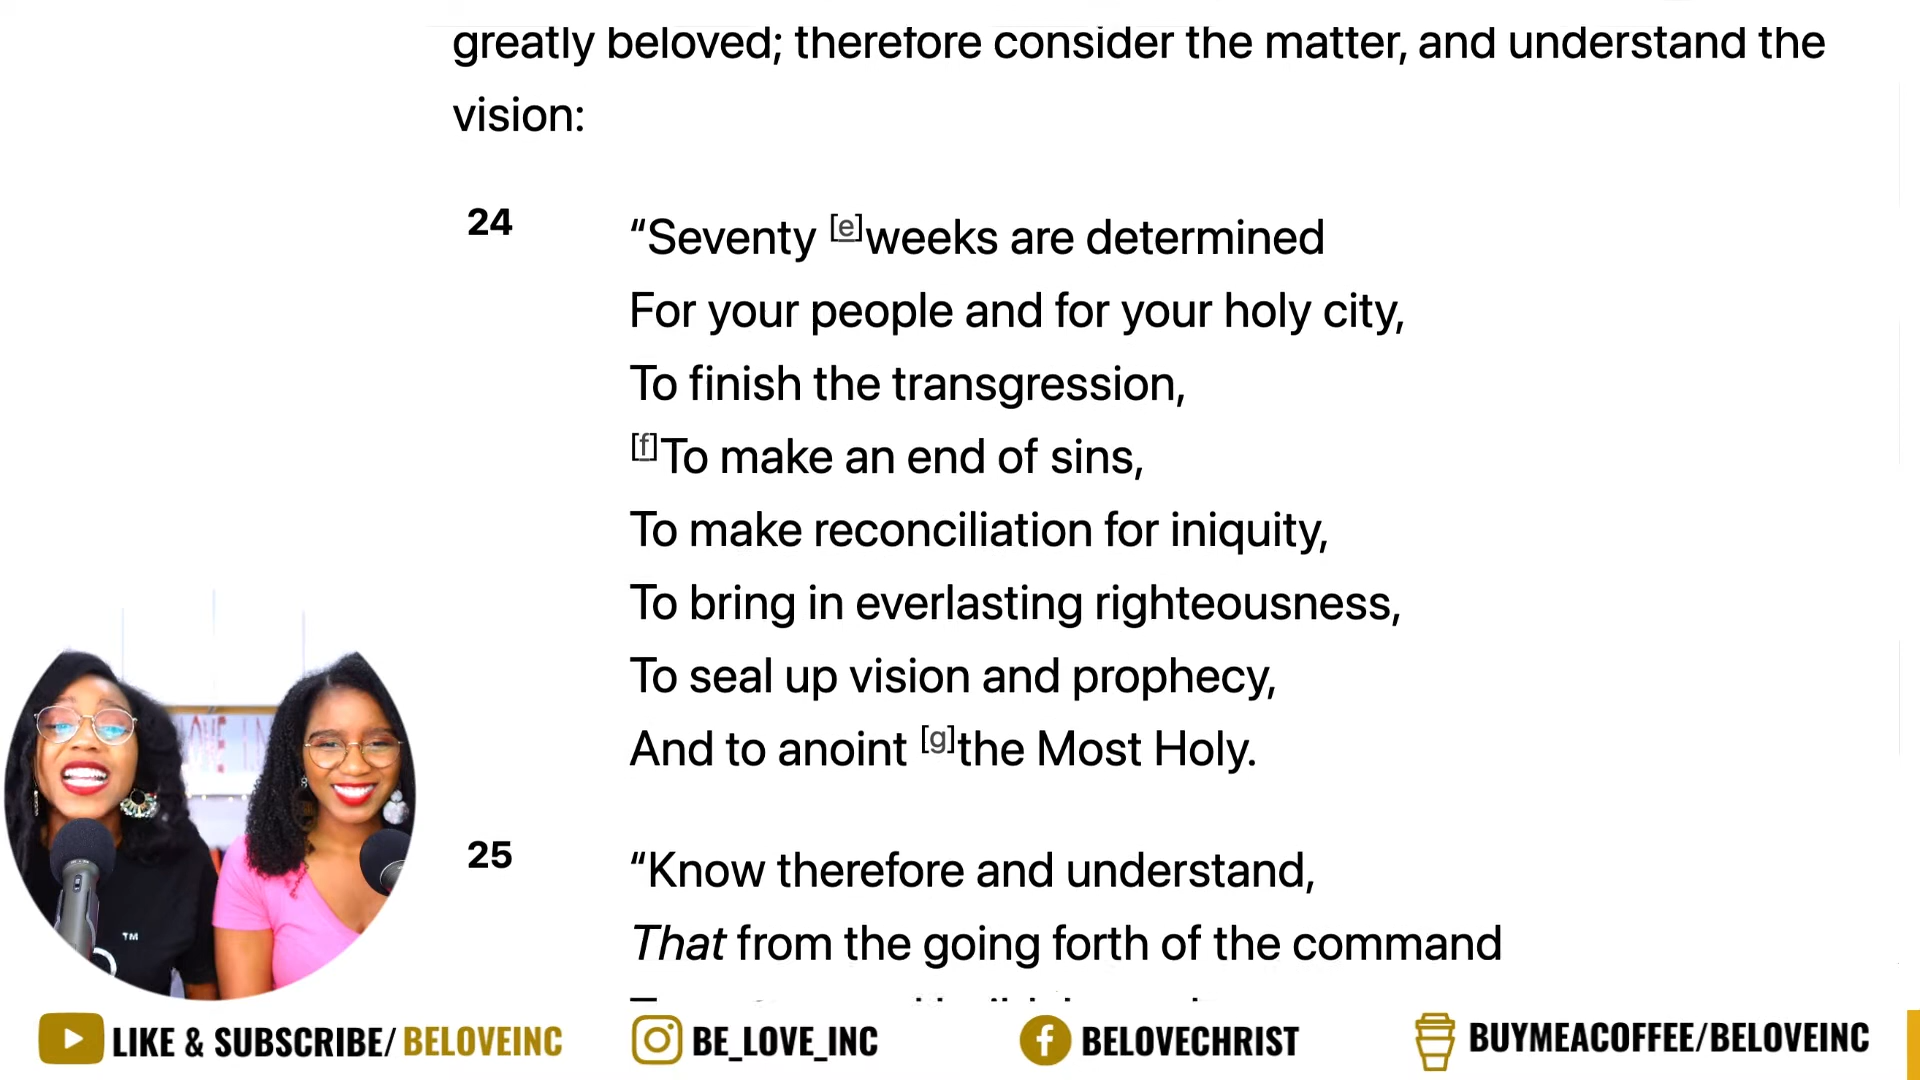 greatly beloved; therefore consider the matter, and understand the
vision:
24 “Seventy [e]weeks are determined
For your people and for your holy city,
To finish the transgression,
[f]To make an end of sins,
To make reconciliation for iniquity,
To bring in everlasting righteousness,
To seal up vision and prophecy,
And to anoint [g]the Most Holy.
25 “Know therefore and understand,
That from the going forth of the command
TM
LIKE & SUBSCRIBE/ BELOVEINC
BE_LOVE_INC
BELOVECHRIST
BUYMEACOFFEE/BELOVEINC